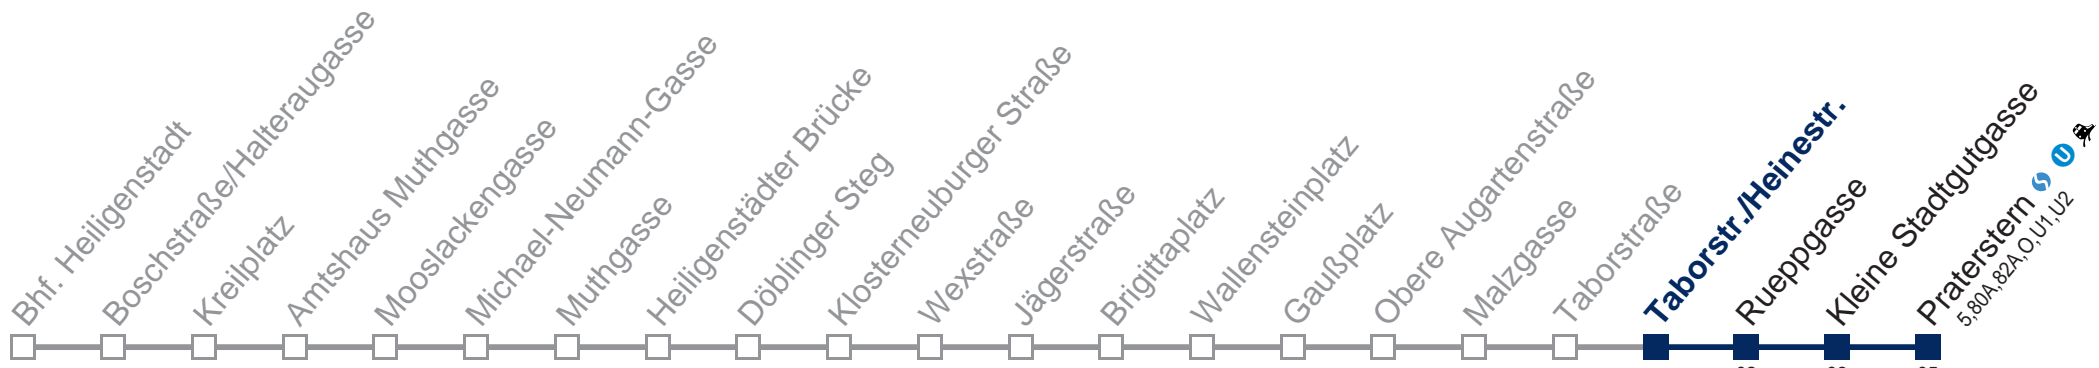 Bhf. Heiligenstadt
Boschstraße/Halteraugasse
Kreilplatz
Amtshaus Muthgasse
Mooslackengasse
Michael-Neumann-Gasse
Muthgasse
Heiligenstädter Brücke
Döblinger Steg
Klosterneuburger Straße
Wexstraße
Jägerstraße
Brigittaplatz
Wallensteinplatz
Gaußplatz
Obere Augartenstraße
Malzgasse
Taborstraße
Taborstr./Heinestr.
Rueppgasse
Kleine Stadtgutgasse
Praterstern S U
5,80A,82A,O,U1,U2